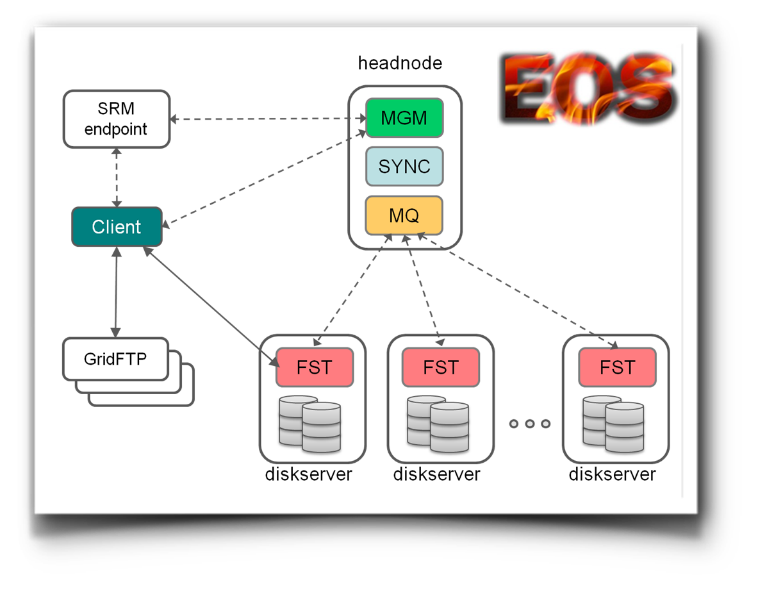 headnode
EOS
SRM
endpoint
MGM
SYNC
MQ
Client
GridFTP
FST
FST
FST
diskserver
diskserver
diskserver